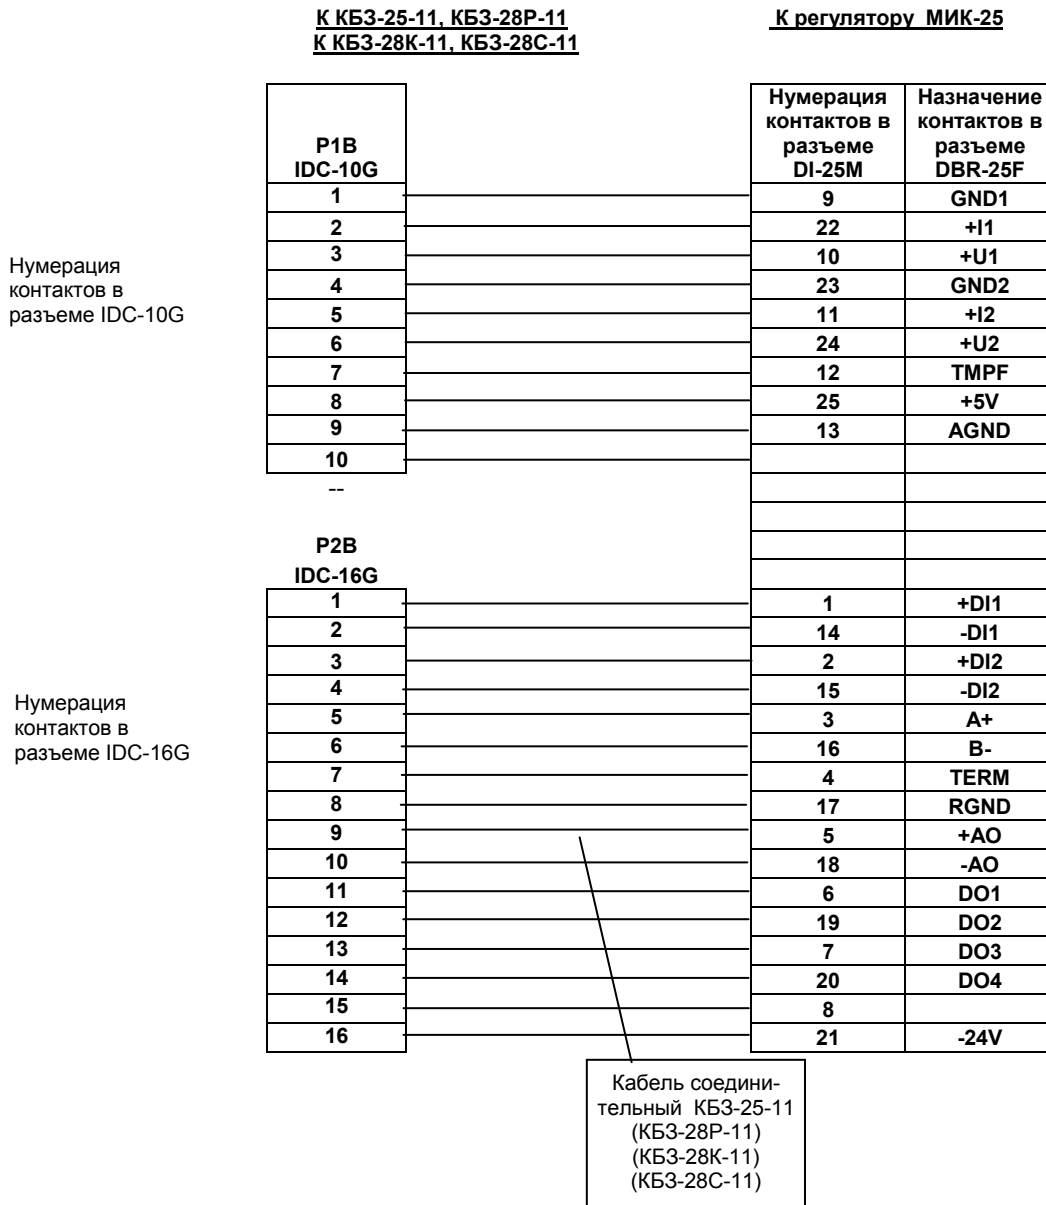 К КБЗ-25-11, КБЗ-28Р-11
К КБЗ-28К-11, КБЗ-28С-11
К регулятору МИК-25
Нумерация контактов в разъеме DI-25M
Назначение контактов в разъеме DBR-25F
P1B
IDC-10G
1 9 GND1
2 22 +I1
3 10 +U1
4 23 GND2
5 11 +I2
6 24 +U2
7 12 TMPF
8 25 +5V
9 13 AGND
10
--
Нумерация
контактов в
разъеме IDC-10G
P2B
IDC-16G
1 1 +DI1
2 14 -DI1
3 2 +DI2
4 15 -DI2
5 3 A+
6 16 B-
7 4 TERM
8 17 RGND
9 5 +AO
10 18 -AO
11 6 DO1
12 19 DO2
13 7 DO3
14 20 DO4
15 8
16 21 -24V
Нумерация
контактов в
разъеме IDC-16G
Кабель соедини-
тельный КБЗ-25-11
(КБЗ-28Р-11)
(КБЗ-28К-11)
(КБЗ-28С-11)